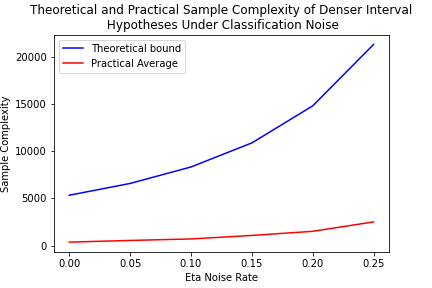 Theoretical and Practical Sample Complexity of Denser Interval
Hypotheses Under Classification Noise
Theoretical bound
Practical Average
Sample Complexity
20000
15000
10000
5000
0
0.00 0.05 0.10 0.15 0.20 0.25
Eta Noise Rate